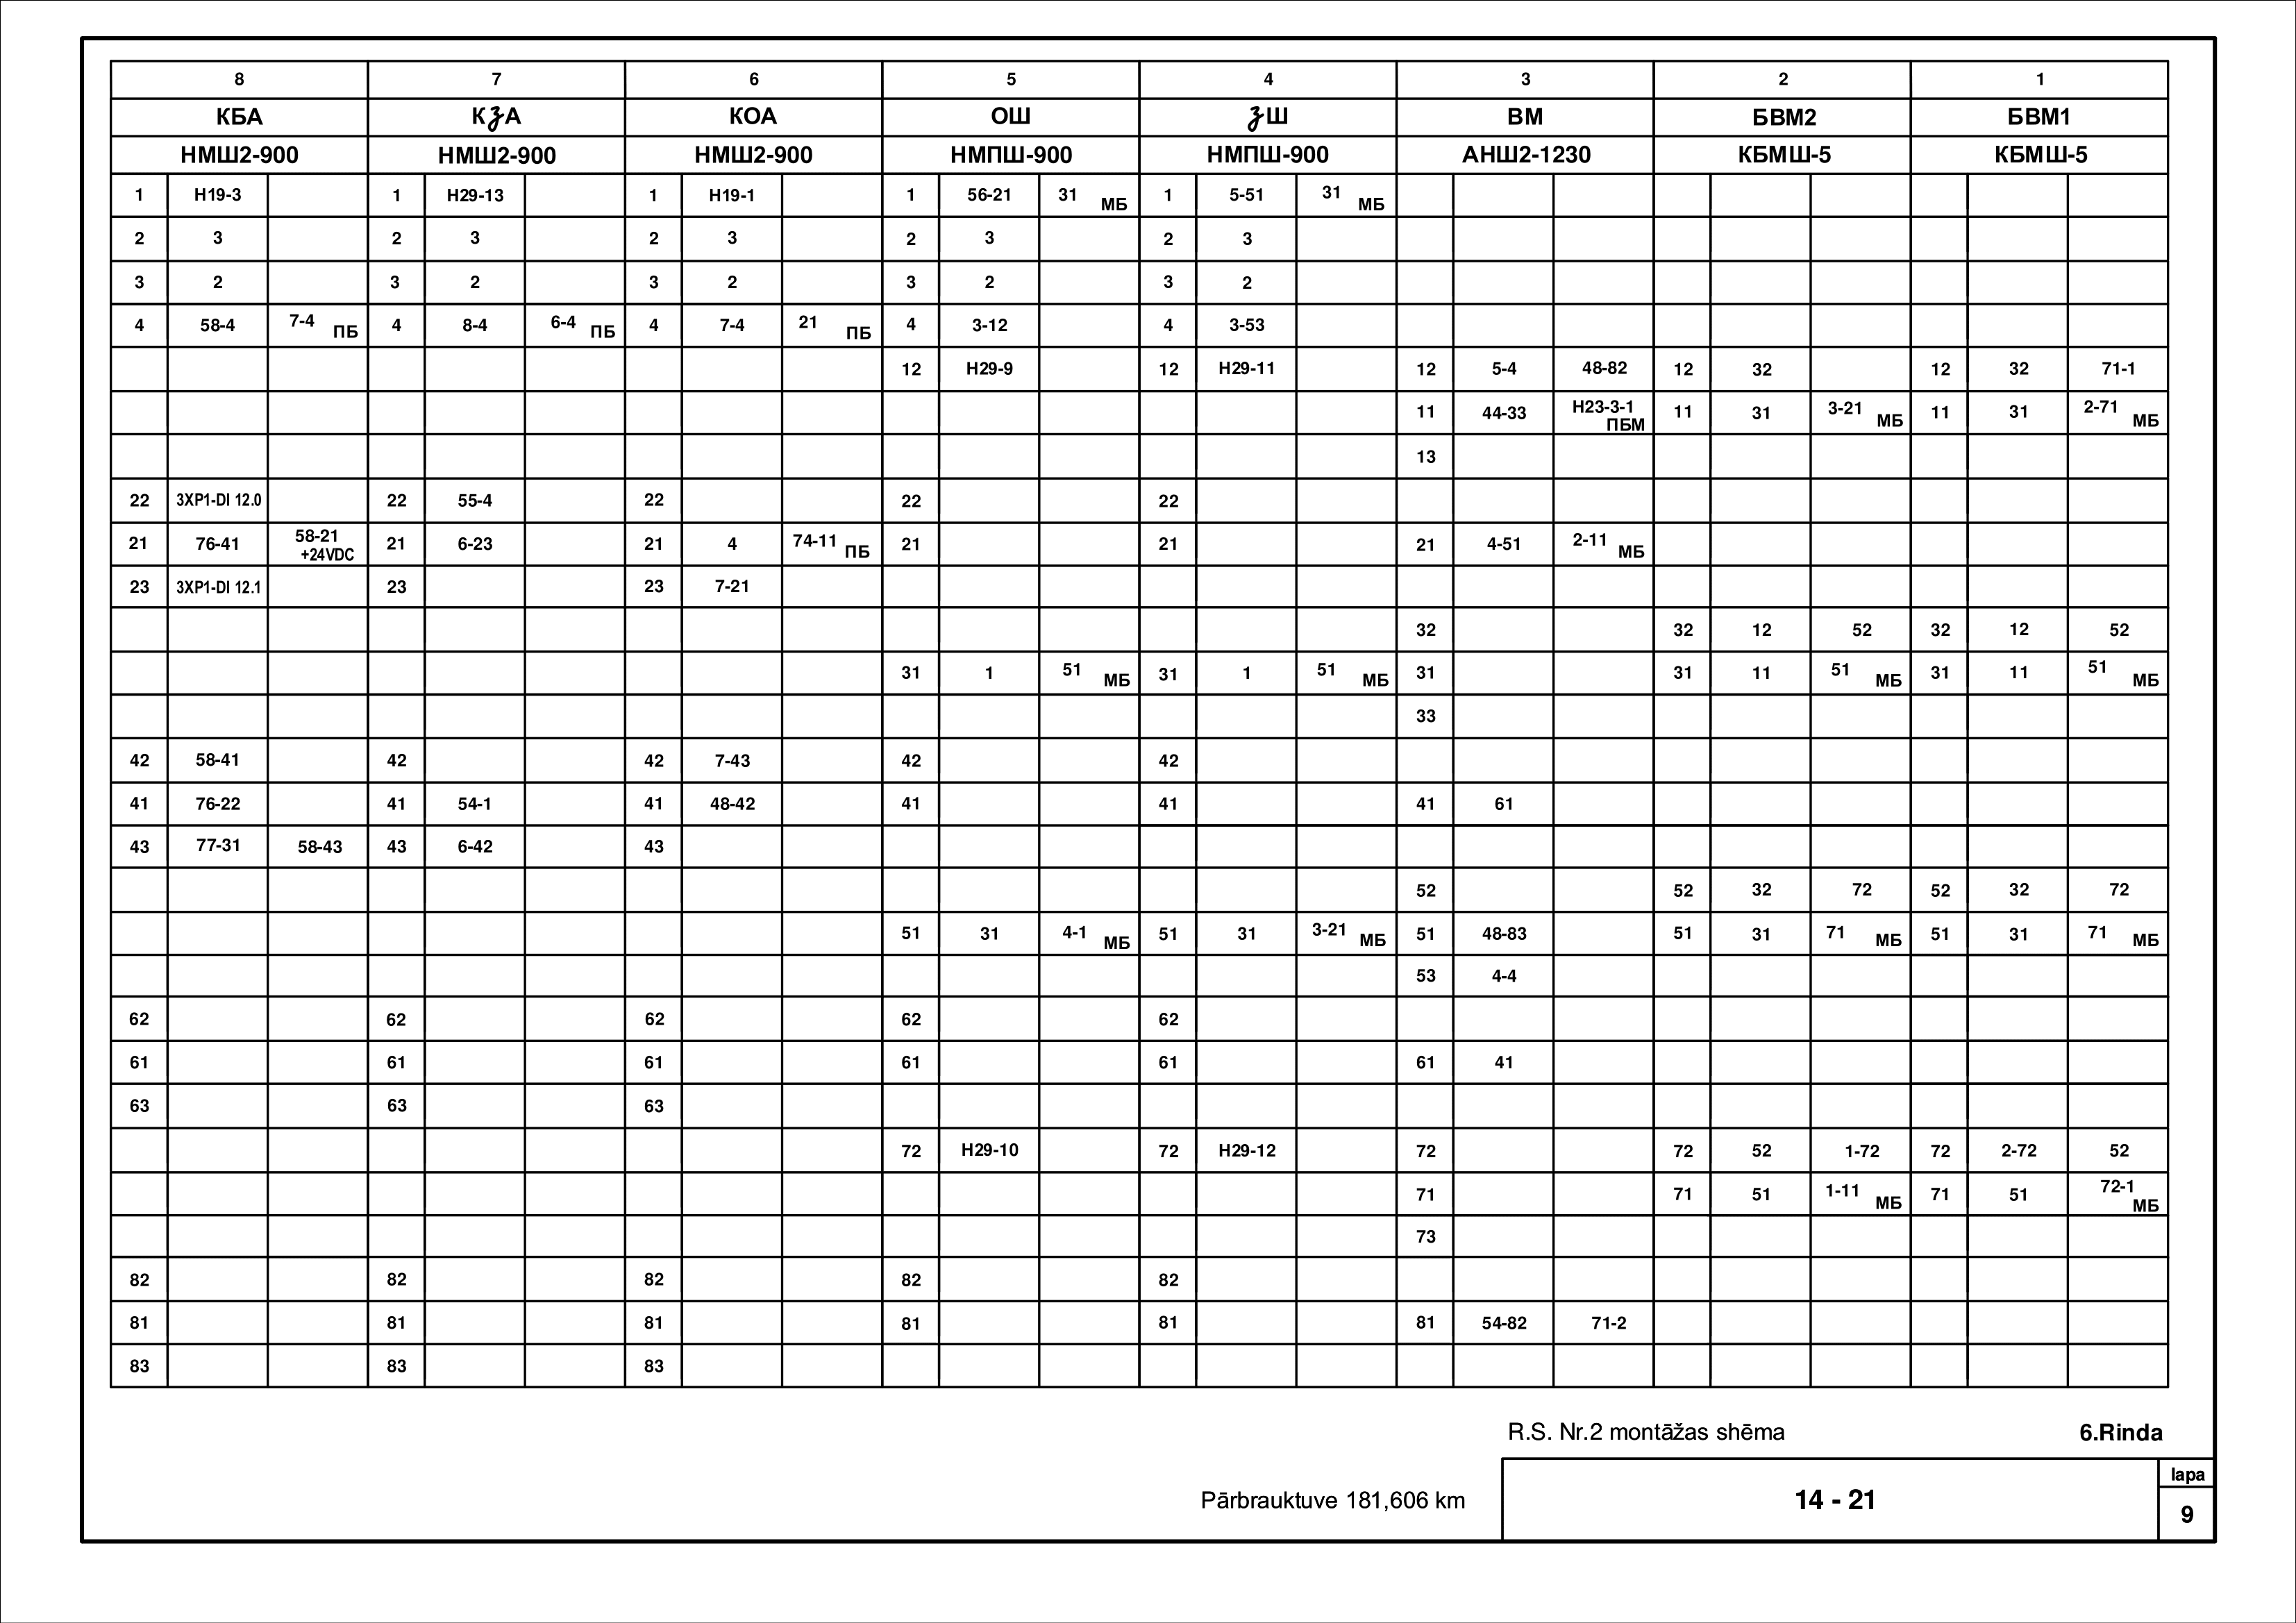 8 7 6 5 4 3 2 1
КБА КȝА КОА ОШ ȝШ ВМ БВМ2 БВМ1
НМШ2-900 НМШ2-900 НМШ2-900 НМПШ-900 НМПШ-900 АНШ2-1230 КБМШ-5 КБМШ-5
1 Н19-3 1 Н29-13 1 Н19-1 1 56-21 31 МБ 1 5-51 31 МБ
2 3 2 3 2 3 2 3 2 3
3 2 3 2 3 2 3 2 3 2
4 58-4 7-4 ПБ 4 8-4 6-4 ПБ 4 7-4 21 ПБ 4 3-12 4 3-53
12 Н29-9 12 Н29-11 12 5-4 48-82 12 32 12 32 71-1
11 44-33 Н23-3-1 ПБМ 11 31 3-21 МБ 11 31 2-71 МБ
13
22 3XP1-DI 12.0 22 55-4 22 22 22
21 76-41 58-21 +24VDC 21 6-23 21 4 74-11 ПБ 21 21 21 4-51 2-11 МБ
23 3XP1-DI 12.1 23 23 7-21
32 32 12 52 32 12 52
31 1 51 МБ 31 1 51 МБ 31 31 11 51 МБ 31 11 51 МБ
33
42 58-41 42 42 7-43 42 42
41 76-22 41 54-1 41 48-42 41 41 41 61
43 77-31 58-43 43 6-42 43
52 52 32 72 52 32 72
51 31 4-1 МБ 51 31 3-21 МБ 51 48-83 51 31 71 МБ 51 31 71 МБ
53 4-4
62 62 62 62 62
61 61 61 61 61 61 41
63 63 63
72 Н29-10 72 Н29-12 72 72 52 1-72 72 2-72 52
71 71 51 1-11 МБ 71 51 72-1 МБ
73
82 82 82 82 82
81 81 81 81 81 81 54-82 71-2
83 83 83
R.S. Nr.2 montāžas shēma 6.Rinda
Pārbrauktuve 181,606 km 14 - 21 lapa
9